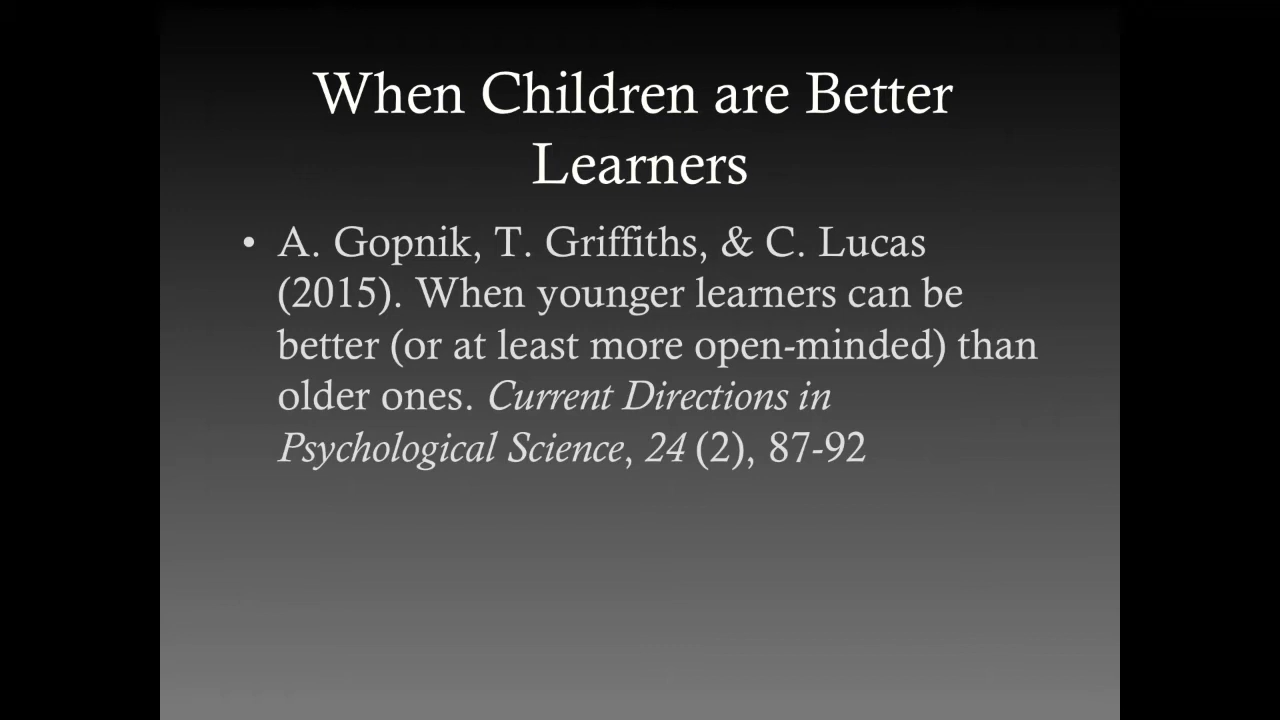 When Children are Better
Learners
• A. Gopnik, T. Griffiths, & C. Lucas
(2015). When younger learners can be
better (or at least more open-minded) than
older ones. Current Directions in
Psychological Science, 24 (2), 87-92